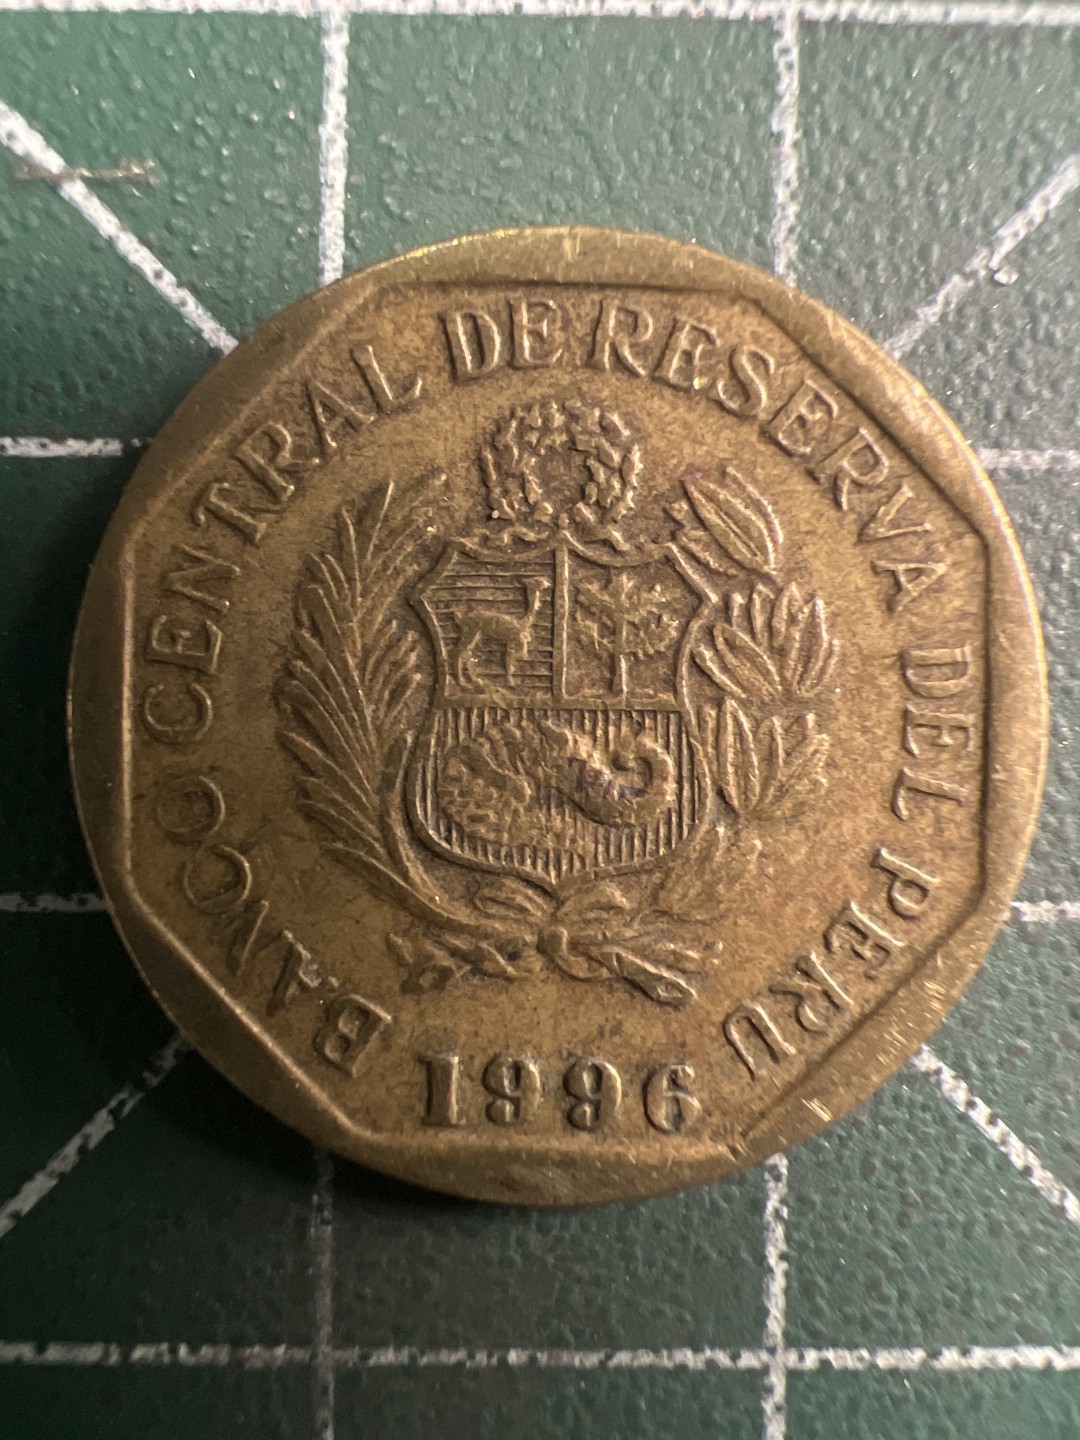 BANCO CENTRAL DE RESERVA DEL PERU
1996